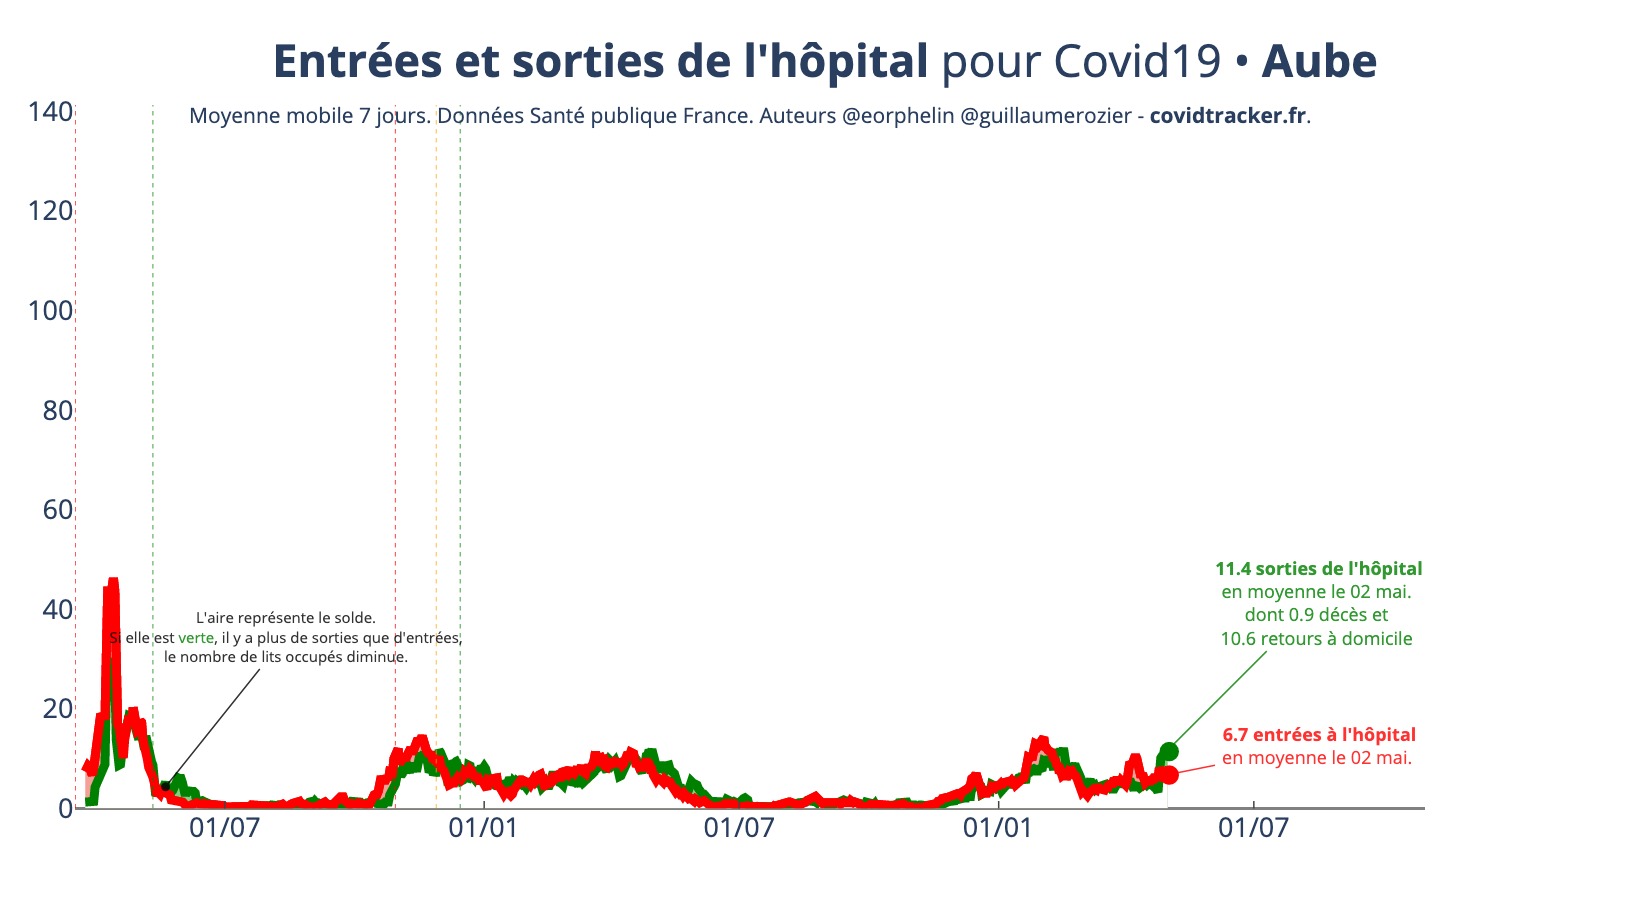 Entrées et sorties de l'hôpital pour Covid19 • Aube
Moyenne mobile 7 jours. Données Santé publique France. Auteurs @eorphelin @guillaumerozier - covidtracker.fr.
140
120
100
80
60
40
20
0
L'aire représente le solde.
Si elle est verte, il y a plus de sorties que d'entrées,
le nombre de lits occupés diminue.
11.4 sorties de l'hôpital
en moyenne le 02 mai.
dont 0.9 décès et
10.6 retours à domicile
6.7 entrées à l'hôpital
en moyenne le 02 mai.
01/07
01/01
01/07
01/01
01/07